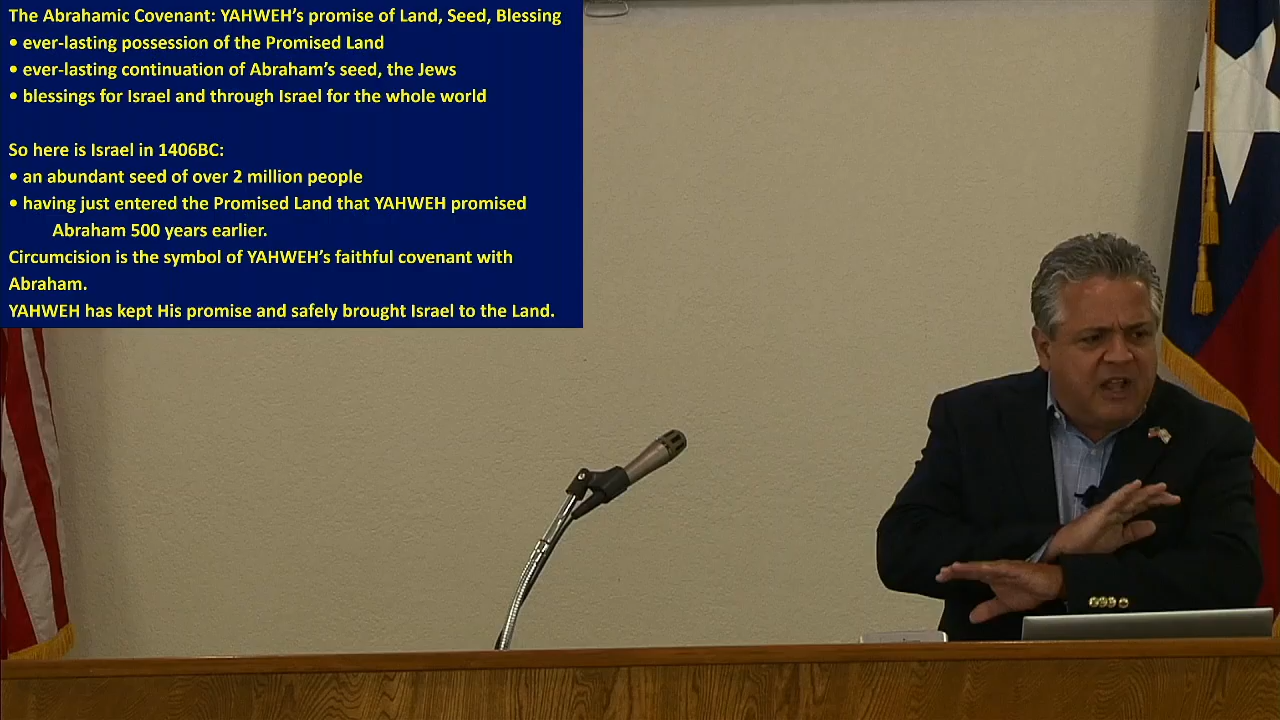 The Abrahamic Covenant: YAHWEH's promise of Land, Seed, Blessing
• ever-lasting possession of the Promised Land
• ever-lasting continuation of Abraham's seed, the Jews
• blessings for Israel and through Israel for the whole world
So here is Israel in 1406BC:
• an abundant seed of over 2 million people
• having just entered the Promised Land that YAHWEH promised
Abraham 500 years earlier.
Circumcision is the symbol of YAHWEH's faithful covenant with
Abraham.
YAHWEH has kept His promise and safely brought Israel to the Land.